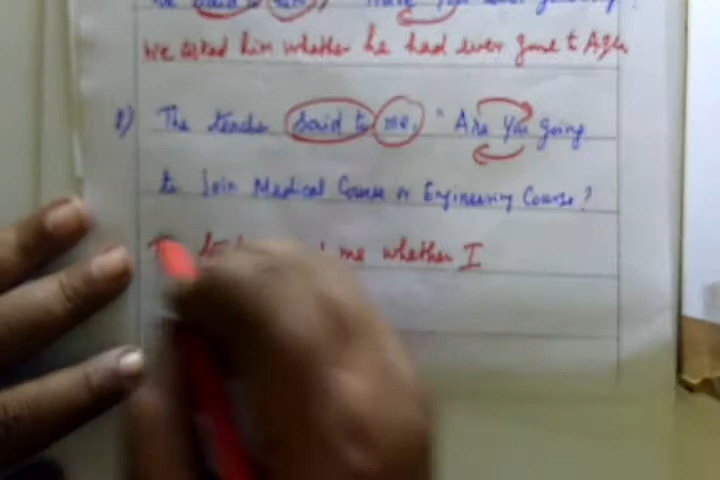 We asked him whether he had ever gone to Agra
8) The teacher said to me, " Are You going
to Join Medical Course or Engineering Course ?
me whether I